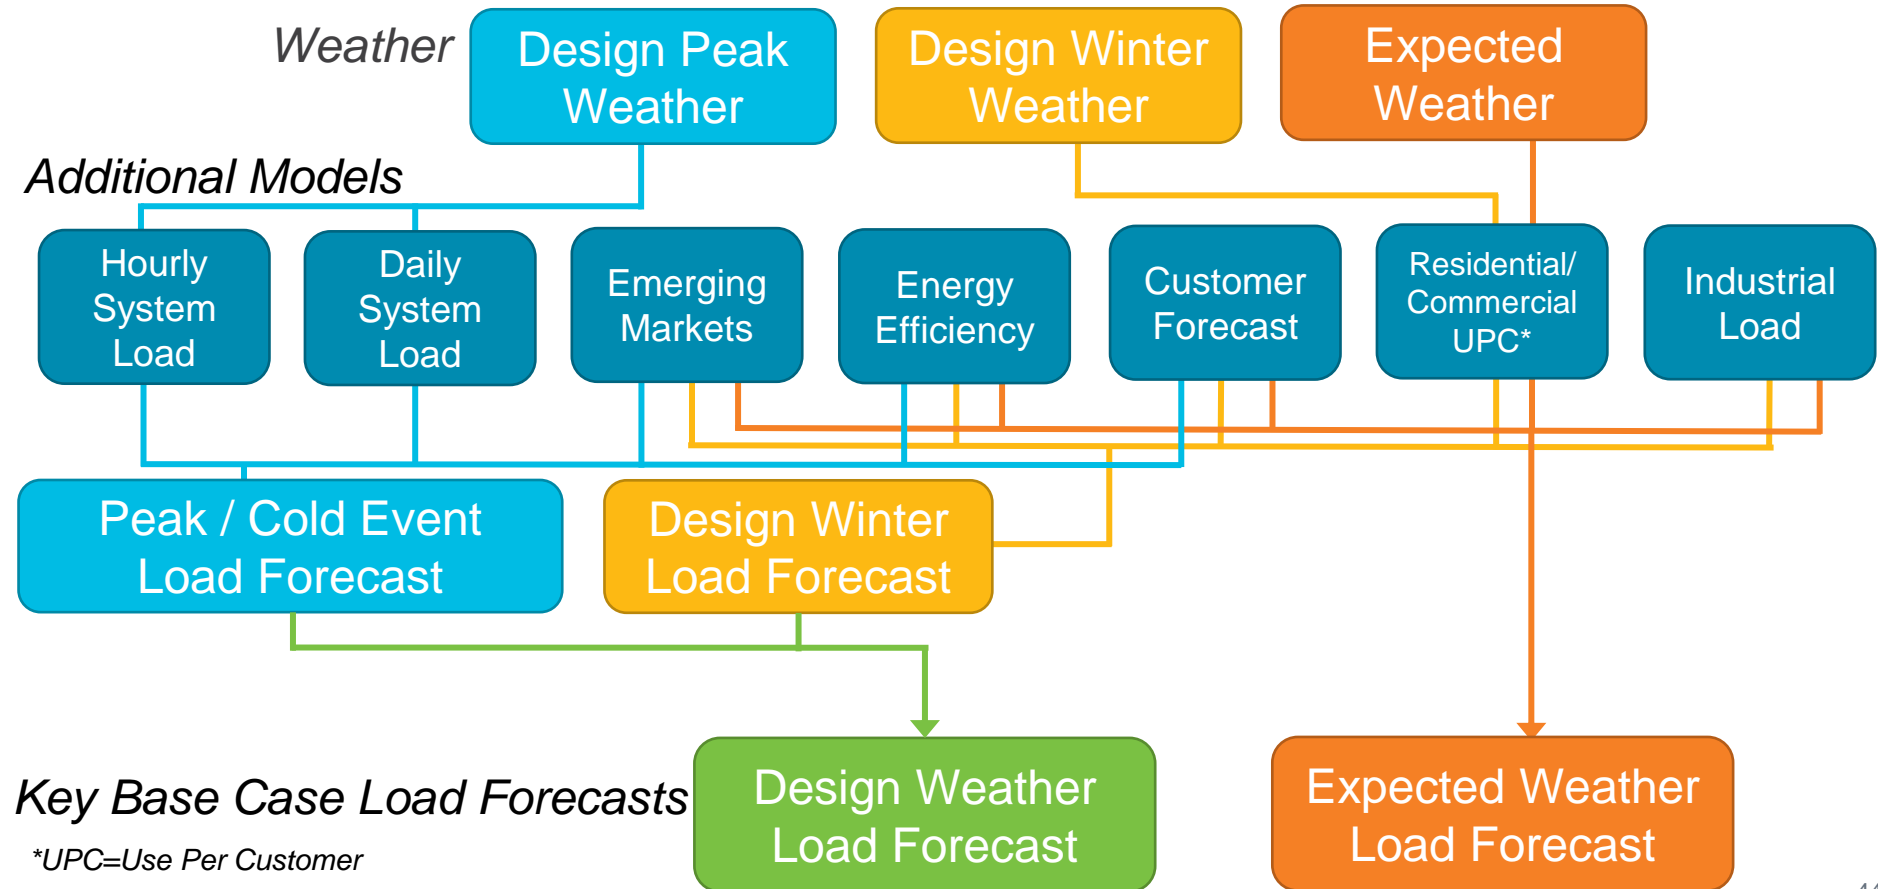 Weather
Design Peak
Weather
Design Winter
Weather
Expected
Weather
Additional Models
Hourly
System
Load
Daily
System
Load
Emerging
Markets
Energy
Efficiency
Customer
Forecast
Residential/
Commercial
UPC*
Industrial
Load
Peak / Cold Event
Load Forecast
Design Winter
Load Forecast
Key Base Case Load Forecasts
Design Weather
Load Forecast
Expected Weather
Load Forecast
*UPC=Use Per Customer